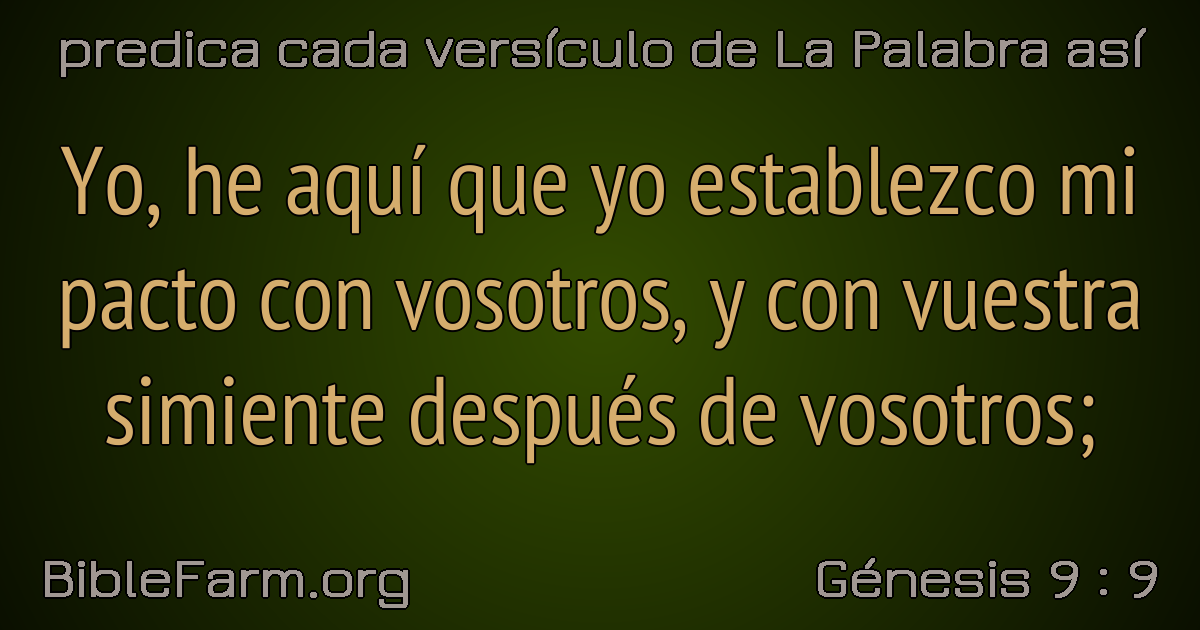 predica cada versículo de La Palabra así
Yo, he aquí que yo establezco mi
pacto con vosotros, y con vuestra
simiente después de vosotros;
BibleFarm.org
Génesis 9 : 9